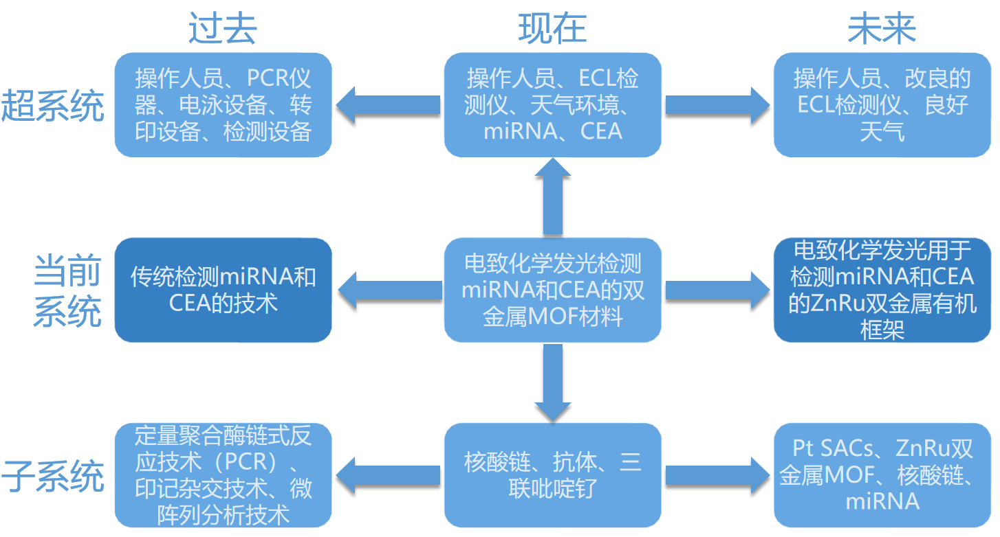 过去
现在
未来
超系统
操作人员、PCR仪
器、电泳设备、转
印设备、检测设备
操作人员、ECL检
测仪、天气环境、
miRNA、CEA
操作人员、改良的
ECL检测仪、良好
天气
当前
系统
传统检测miRNA和
CEA的技术
电致化学发光检测
miRNA和CEA的双
金属MOF材料
电致化学发光用于
检测miRNA和CEA
的ZnRu双金属有机
框架
子系统
定量聚合酶链式反
应技术（PCR）、
印记杂交技术、微
阵列分析技术
核酸链、抗体、三
联吡啶钌
Pt SACs、ZnRu双
金属MOF、核酸链、
miRNA